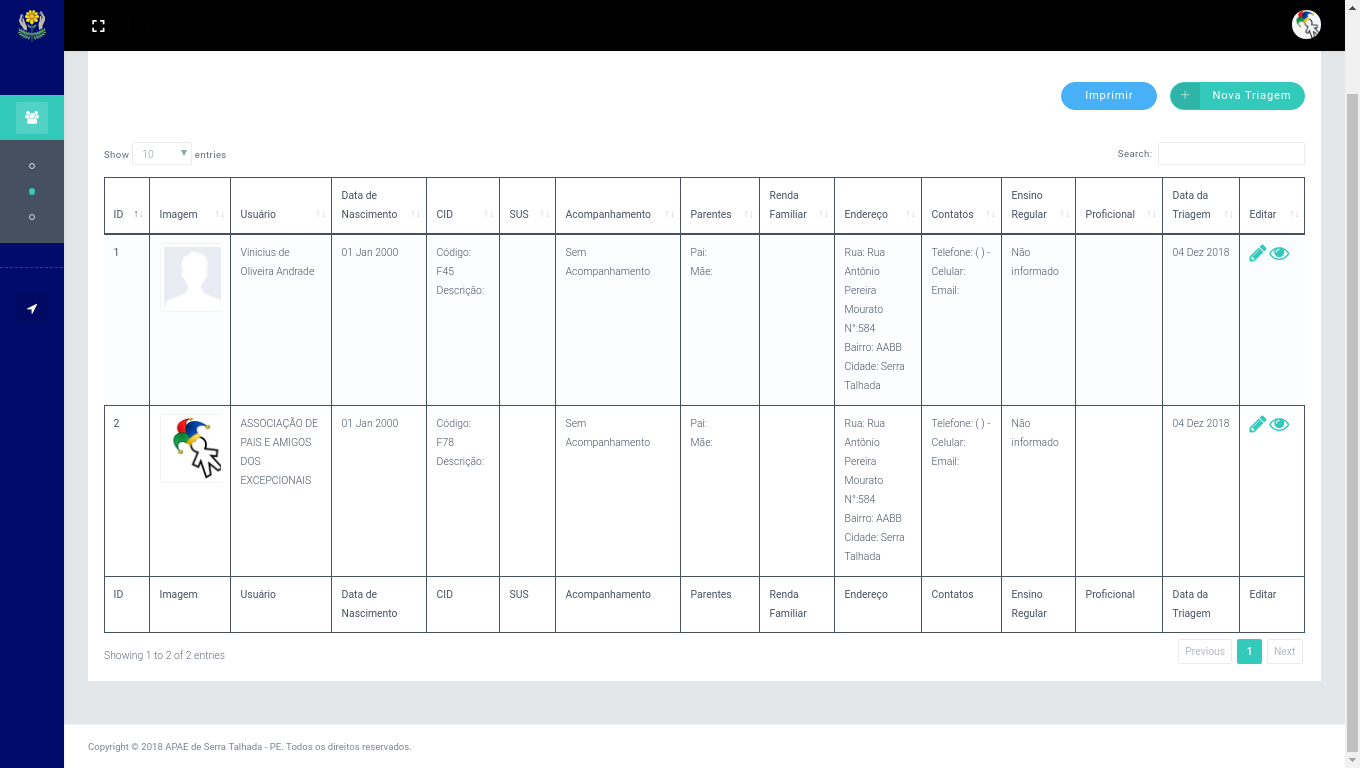 Imprimir
+ Nova Triagem
Show 10 entries
Search:
ID Imagem Usuário Data de Nascimento CID SUS Acompanhamento Parentes Renda Familiar Endereço Contatos Ensino Regular Proficional Data da Triagem Editar
1
Vinicius de
Oliveira Andrade
01 Jan 2000
Código:
F45
Descrição:
Sem
Acompanhamento
Pai:
Mãe:
Rua: Rua
Antônio
Pereira
Mourato
N°:584
Bairro: AABB
Cidade: Serra
Talhada
Telefone: ( ) -
Celular:
Email:
Não
informado
04 Dez 2018
2
ASSOCIAÇÃO DE
PAIS E AMIGOS
DOS
EXCEPCIONAIS
01 Jan 2000
Código:
F78
Descrição:
Sem
Acompanhamento
Pai:
Mãe:
Rua: Rua
Antônio
Pereira
Mourato
N°:584
Bairro: AABB
Cidade: Serra
Talhada
Telefone: ( ) -
Celular:
Email:
Não
informado
04 Dez 2018
ID Imagem Usuário Data de Nascimento CID SUS Acompanhamento Parentes Renda Familiar Endereço Contatos Ensino Regular Proficional Data da Triagem Editar
Showing 1 to 2 of 2 entries
Previous 1 Next
Copyright © 2018 APAE de Serra Talhada - PE. Todos os direitos reservados.